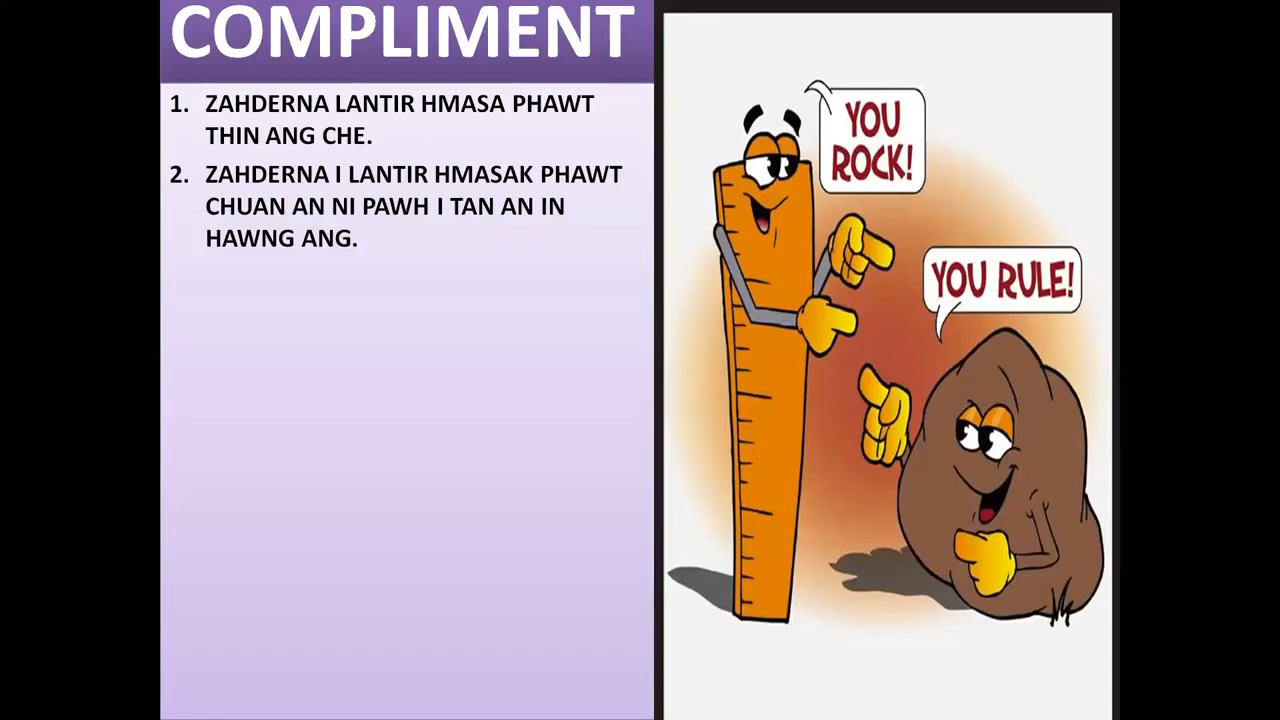 COMPLIMENT
1. ZAHDERNA LANTIR HMASA PHAWT
THIN ANG CHE.
2. ZAHDERNA I LANTIR HMASAK PHAWT
CHUAN AN NI PAWH I TAN AN IN
HAWNG ANG.
YOU
ROCK!
YOU RULE!